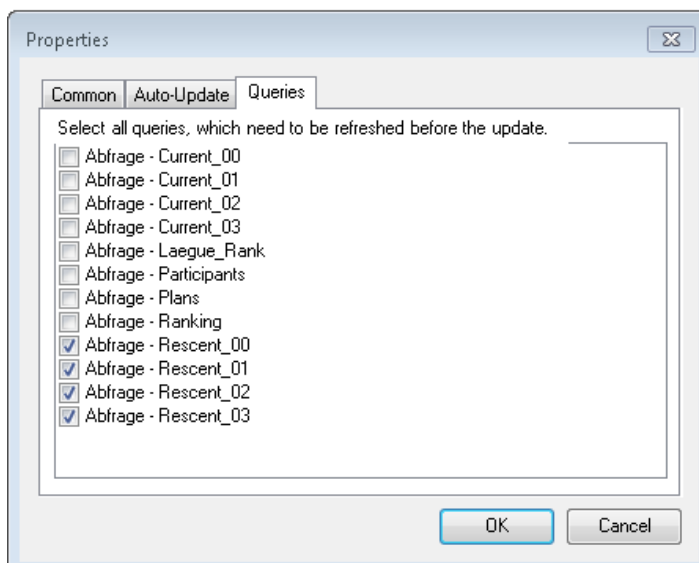 Properties
Common Auto-Update Queries
Select all queries, which need to be refreshed before the update.
Abfrage - Current_00
Abfrage - Current_01
Abfrage - Current_02
Abfrage - Current_03
Abfrage - Laegue_Rank
Abfrage - Participants
Abfrage - Plans
Abfrage - Ranking
Abfrage - Rescent_00
Abfrage - Rescent_01
Abfrage - Rescent_02
Abfrage - Rescent_03
OK Cancel